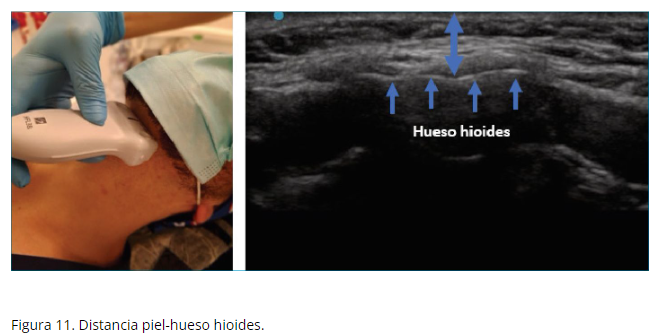 Hueso hioides
Figura 11. Distancia piel-hueso hioides.